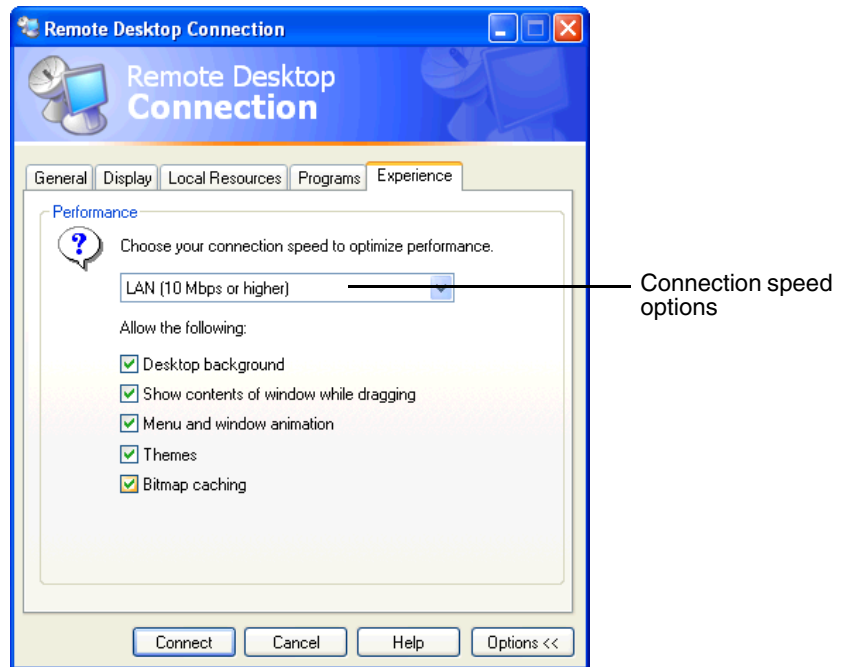 Remote Desktop Connection
Remote Desktop
Connection
General Display Local Resources Programs Experience
Performance
Choose your connection speed to optimize performance.
LAN (10 Mbps or higher)
Connection speed
options
Allow the following:
Desktop background
Show contents of window while dragging
Menu and window animation
Themes
Bitmap caching
Connect Cancel Help Options <<